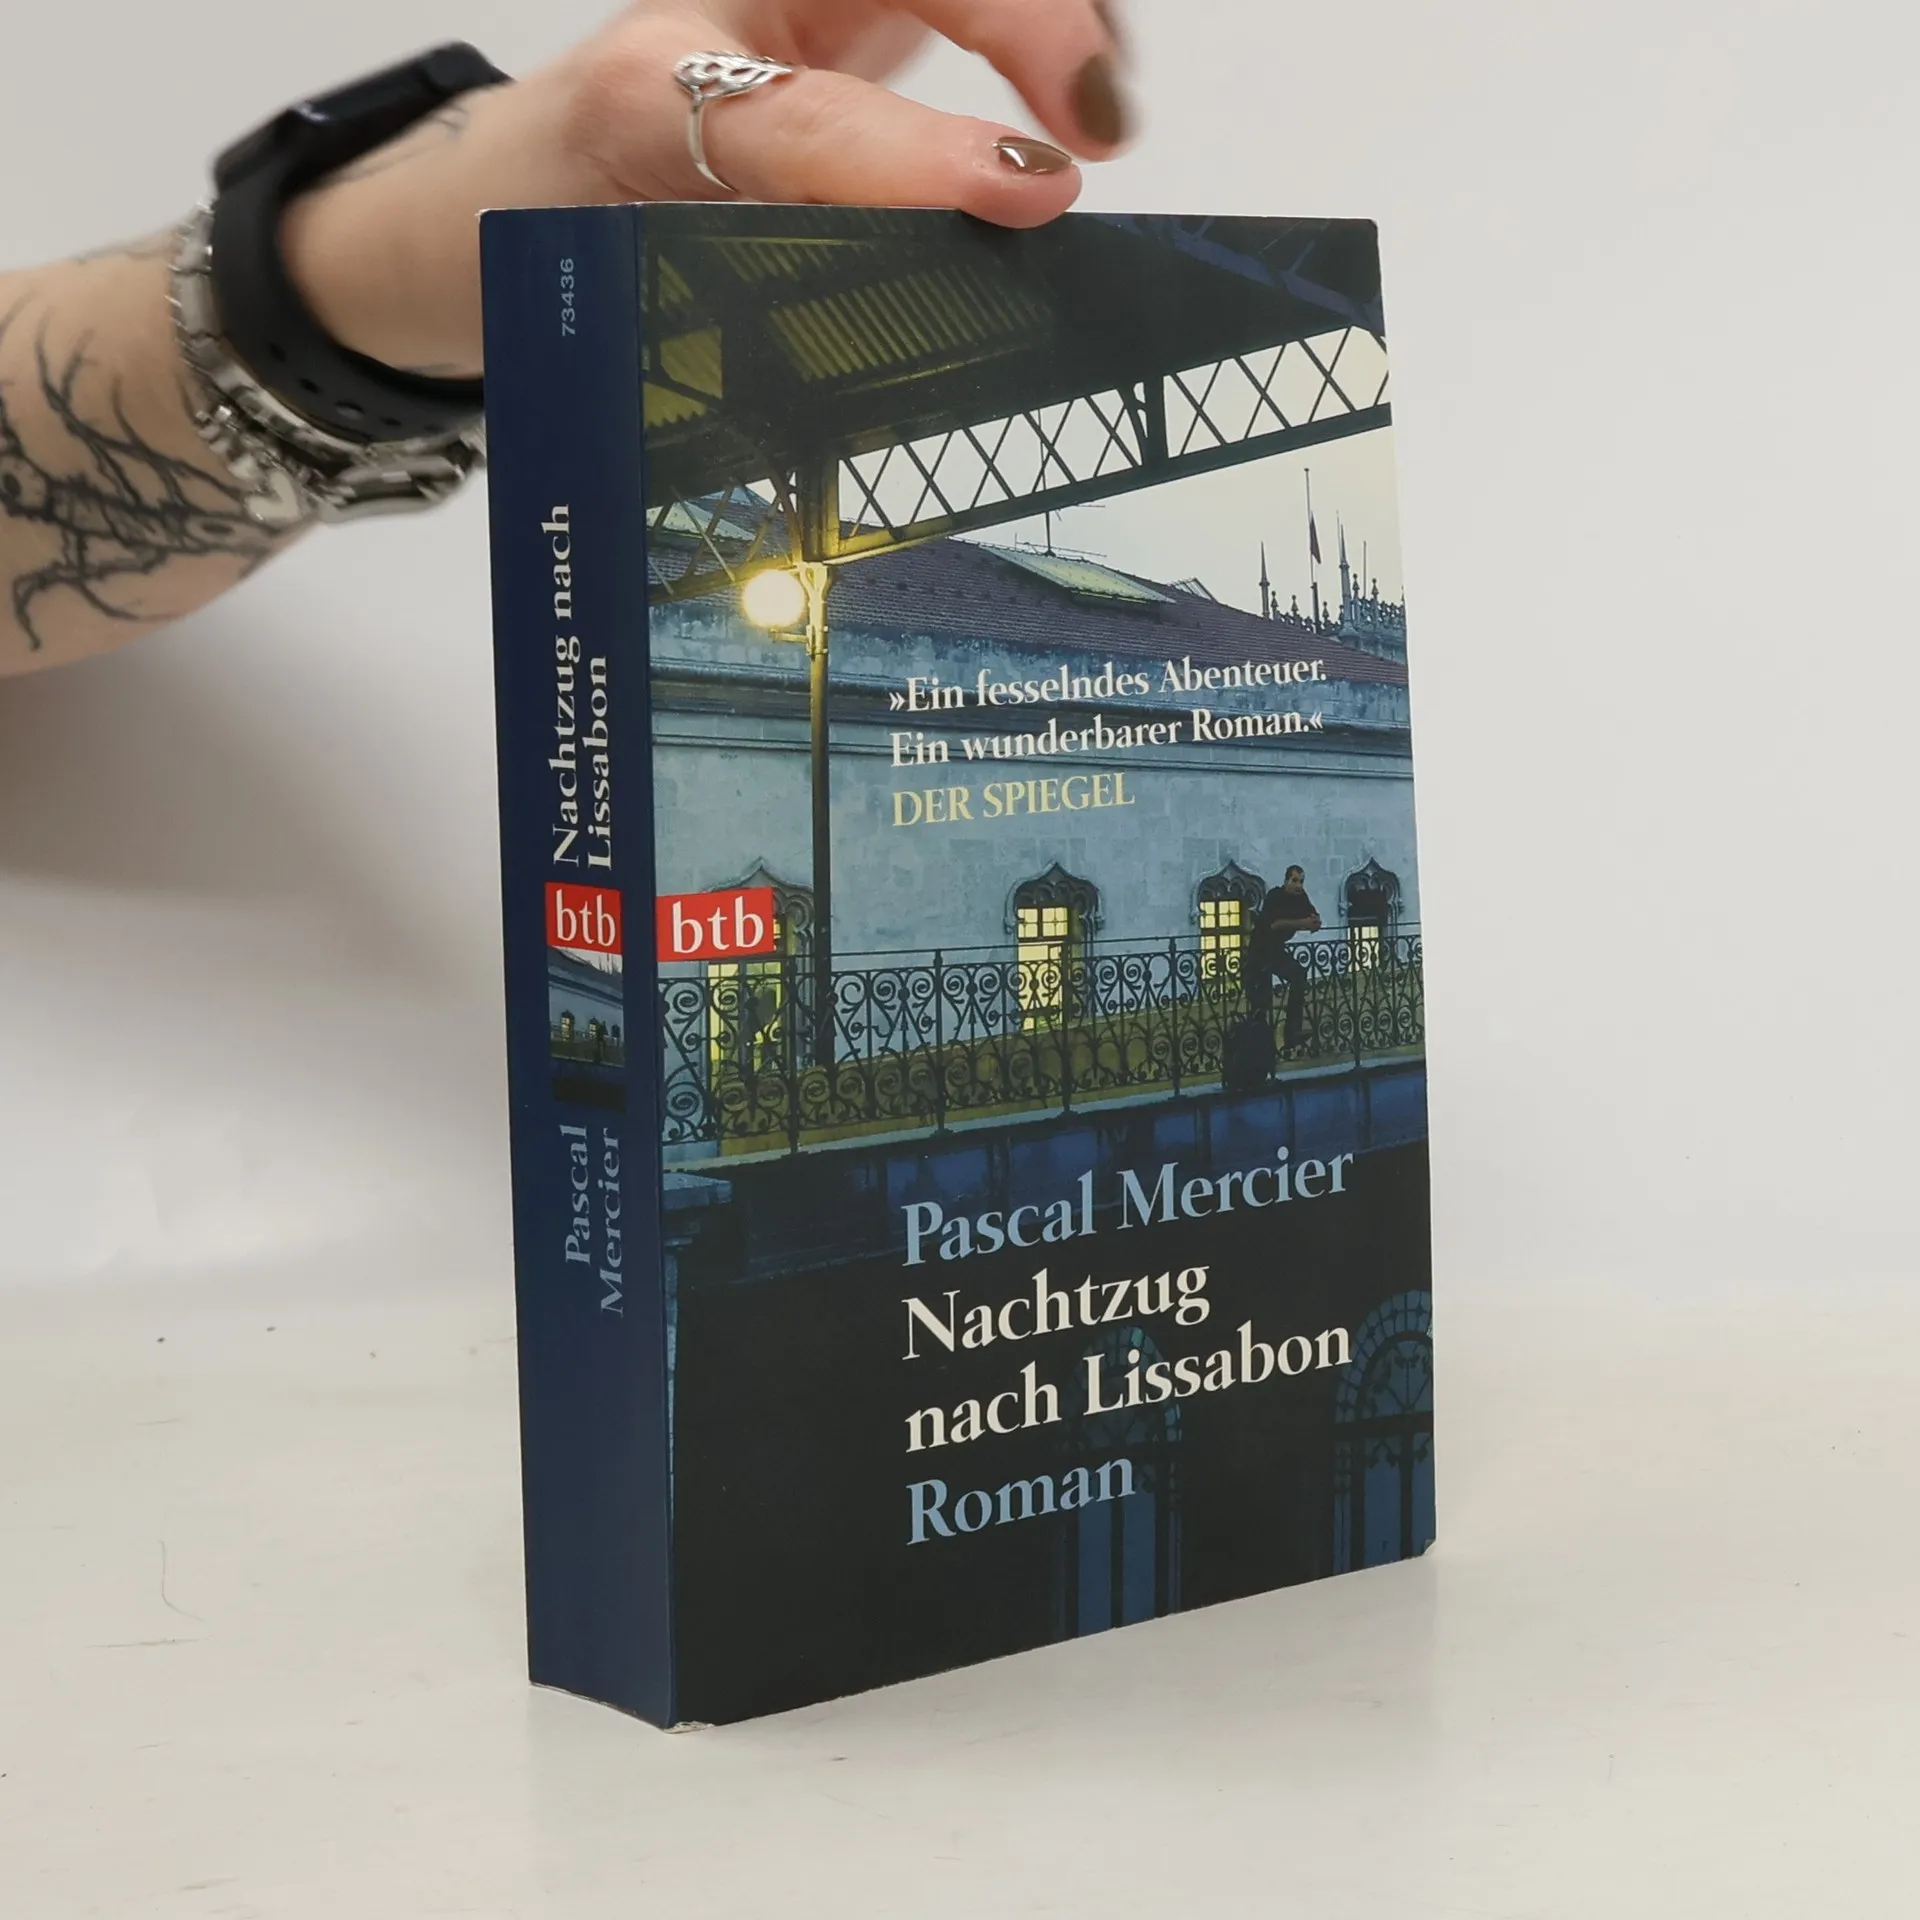 73436
Nachtzug nach
Lissabon
btb
Pascal
Mercier
»Ein fesselndes Abenteuer.
Ein wunderbarer Roman.«
DER SPIEGEL
btb
Pascal Mercier
Nachtzug
nach Lissabon
Roman